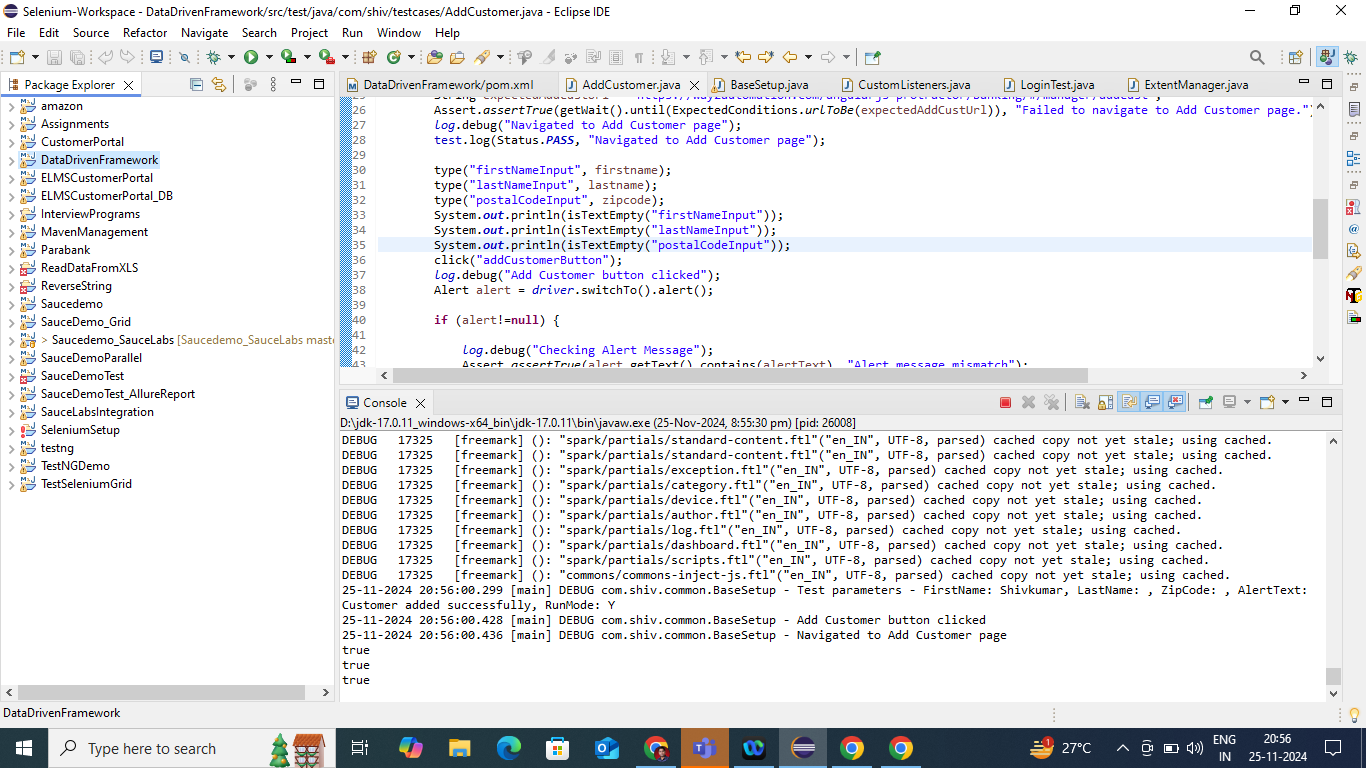 Selenium-Workspace - DataDrivenFramework/src/test/java/com/shiv/testcases/AddCustomer.java - Eclipse IDE
File Edit Source Refactor Navigate Search Project Run Window Help
Package Explorer
amazon
Assignments
CustomerPortal
DataDrivenFramework
ELMSCustomerPortal
ELMSCustomerPortal_DB
InterviewPrograms
MavenManagement
Parabank
ReadDataFromXLS
ReverseString
Saucedemo
SauceDemo_Grid
> Saucedemo_SauceLabs [Saucedemo_SauceLabs maste
SauceDemoParallel
SauceDemoTest
SauceDemoTest_AllureReport
SauceLabsIntegration
SeleniumSetup
testng
TestNGDemo
TestSeleniumGrid
DataDrivenFramework/pom.xml AddCustomer.java BaseSetup.java CustomListeners.java LoginTest.java ExtentManager.java
26 Assert.assertTrue(getWait().until(ExpectedConditions.urlToBe(expectedAddCustUrl)), "Failed to navigate to Add Customer page.")
27 log.debug("Navigated to Add Customer page");
28 test.log(Status.PASS, "Navigated to Add Customer page");
29
30 type("firstNameInput", firstname);
31 type("lastNameInput", lastname);
32 type("postalCodeInput", zipcode);
33 System.out.println(isTextEmpty("firstNameInput"));
34 System.out.println(isTextEmpty("lastNameInput"));
35 System.out.println(isTextEmpty("postalCodeInput"));
36 click("addCustomerButton");
37 log.debug("Add Customer button clicked");
38 Alert alert = driver.switchTo().alert();
39
40 if (alert!=null) {
41
42 log.debug("Checking Alert Message");
43 Assert.assertTrue(alert.getText().contains(alertText), "Alert message mismatch");
Console
D:\jdk-17.0.11_windows-x64_bin\jdk-17.0.11\bin\javaw.exe (25-Nov-2024, 8:55:30 pm) [pid: 26008]
DEBUG 17325 [freemark] (): "spark/partials/standard-content.ftl"("en_IN", UTF-8, parsed) cached copy not yet stale; using cached.
DEBUG 17325 [freemark] (): "spark/partials/standard-content.ftl"("en_IN", UTF-8, parsed) cached copy not yet stale; using cached.
DEBUG 17325 [freemark] (): "spark/partials/exception.ftl"("en_IN", UTF-8, parsed) cached copy not yet stale; using cached.
DEBUG 17325 [freemark] (): "spark/partials/category.ftl"("en_IN", UTF-8, parsed) cached copy not yet stale; using cached.
DEBUG 17325 [freemark] (): "spark/partials/device.ftl"("en_IN", UTF-8, parsed) cached copy not yet stale; using cached.
DEBUG 17325 [freemark] (): "spark/partials/author.ftl"("en_IN", UTF-8, parsed) cached copy not yet stale; using cached.
DEBUG 17325 [freemark] (): "spark/partials/log.ftl"("en_IN", UTF-8, parsed) cached copy not yet stale; using cached.
DEBUG 17325 [freemark] (): "spark/partials/dashboard.ftl"("en_IN", UTF-8, parsed) cached copy not yet stale; using cached.
DEBUG 17325 [freemark] (): "spark/partials/scripts.ftl"("en_IN", UTF-8, parsed) cached copy not yet stale; using cached.
DEBUG 17325 [freemark] (): "commons/commons-inject-js.ftl"("en_IN", UTF-8, parsed) cached copy not yet stale; using cached.
25-11-2024 20:56:00.299 [main] DEBUG com.shiv.common.BaseSetup - Test parameters - FirstName: Shivkumar, LastName: , ZipCode: , AlertText:
Customer added successfully, RunMode: Y
25-11-2024 20:56:00.428 [main] DEBUG com.shiv.common.BaseSetup - Add Customer button clicked
25-11-2024 20:56:00.436 [main] DEBUG com.shiv.common.BaseSetup - Navigated to Add Customer page
true
true
true
DataDrivenFramework
Type here to search
1
27°C
ENG
IN
20:56
25-11-2024